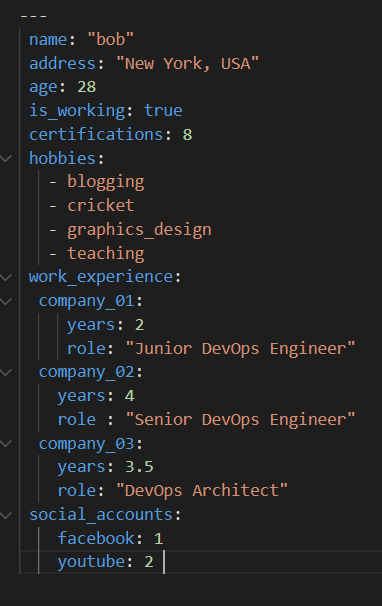 ---
name: "bob"
address: "New York, USA"
age: 28
is_working: true
certifications: 8
hobbies:
  - blogging
  - cricket
  - graphics_design
  - teaching
work_experience:
 company_01:
    years: 2
    role: "Junior DevOps Engineer"
 company_02:
   years: 4
   role : "Senior DevOps Engineer"
 company_03:
   years: 3.5
   role: "DevOps Architect"
social_accounts:
   facebook: 1
   youtube: 2